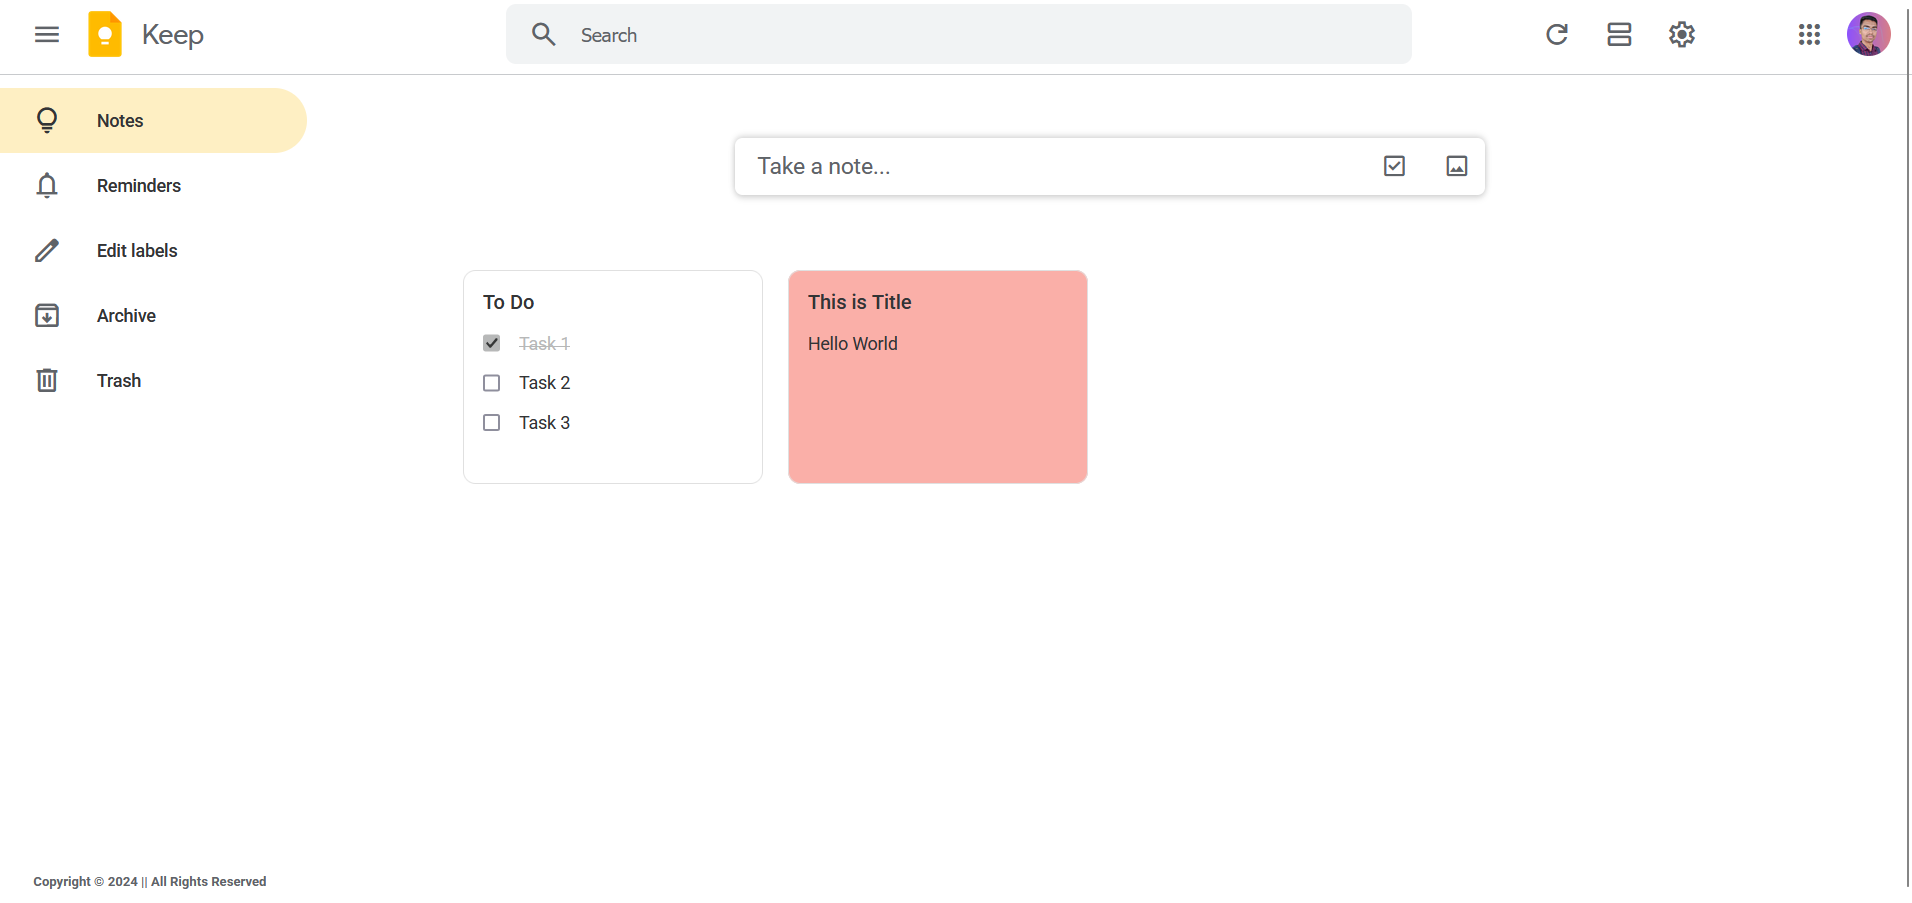 Keep
Search
Notes
Reminders
Edit labels
Archive
Trash
Take a note...
To Do
Task 1
Task 2
Task 3
This is Title
Hello World
Copyright © 2024 || All Rights Reserved